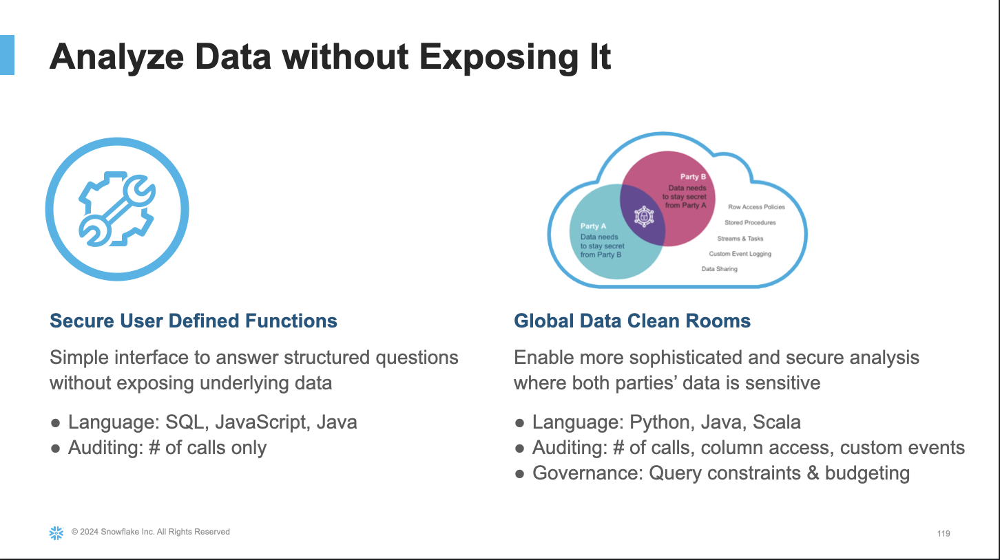 Analyze Data without Exposing It
Party B
Data needs
to stay secret
from Party A
Party A
Data needs
to stay secret
from Party B
Row Access Policies
Stored Procedures
Streams & Tasks
Custom Event Logging
Data Sharing
Secure User Defined Functions
Simple interface to answer structured questions
without exposing underlying data
● Language: SQL, JavaScript, Java
● Auditing: # of calls only
Global Data Clean Rooms
Enable more sophisticated and secure analysis
where both parties’ data is sensitive
● Language: Python, Java, Scala
● Auditing: # of calls, column access, custom events
● Governance: Query constraints & budgeting
© 2024 Snowflake Inc. All Rights Reserved
119